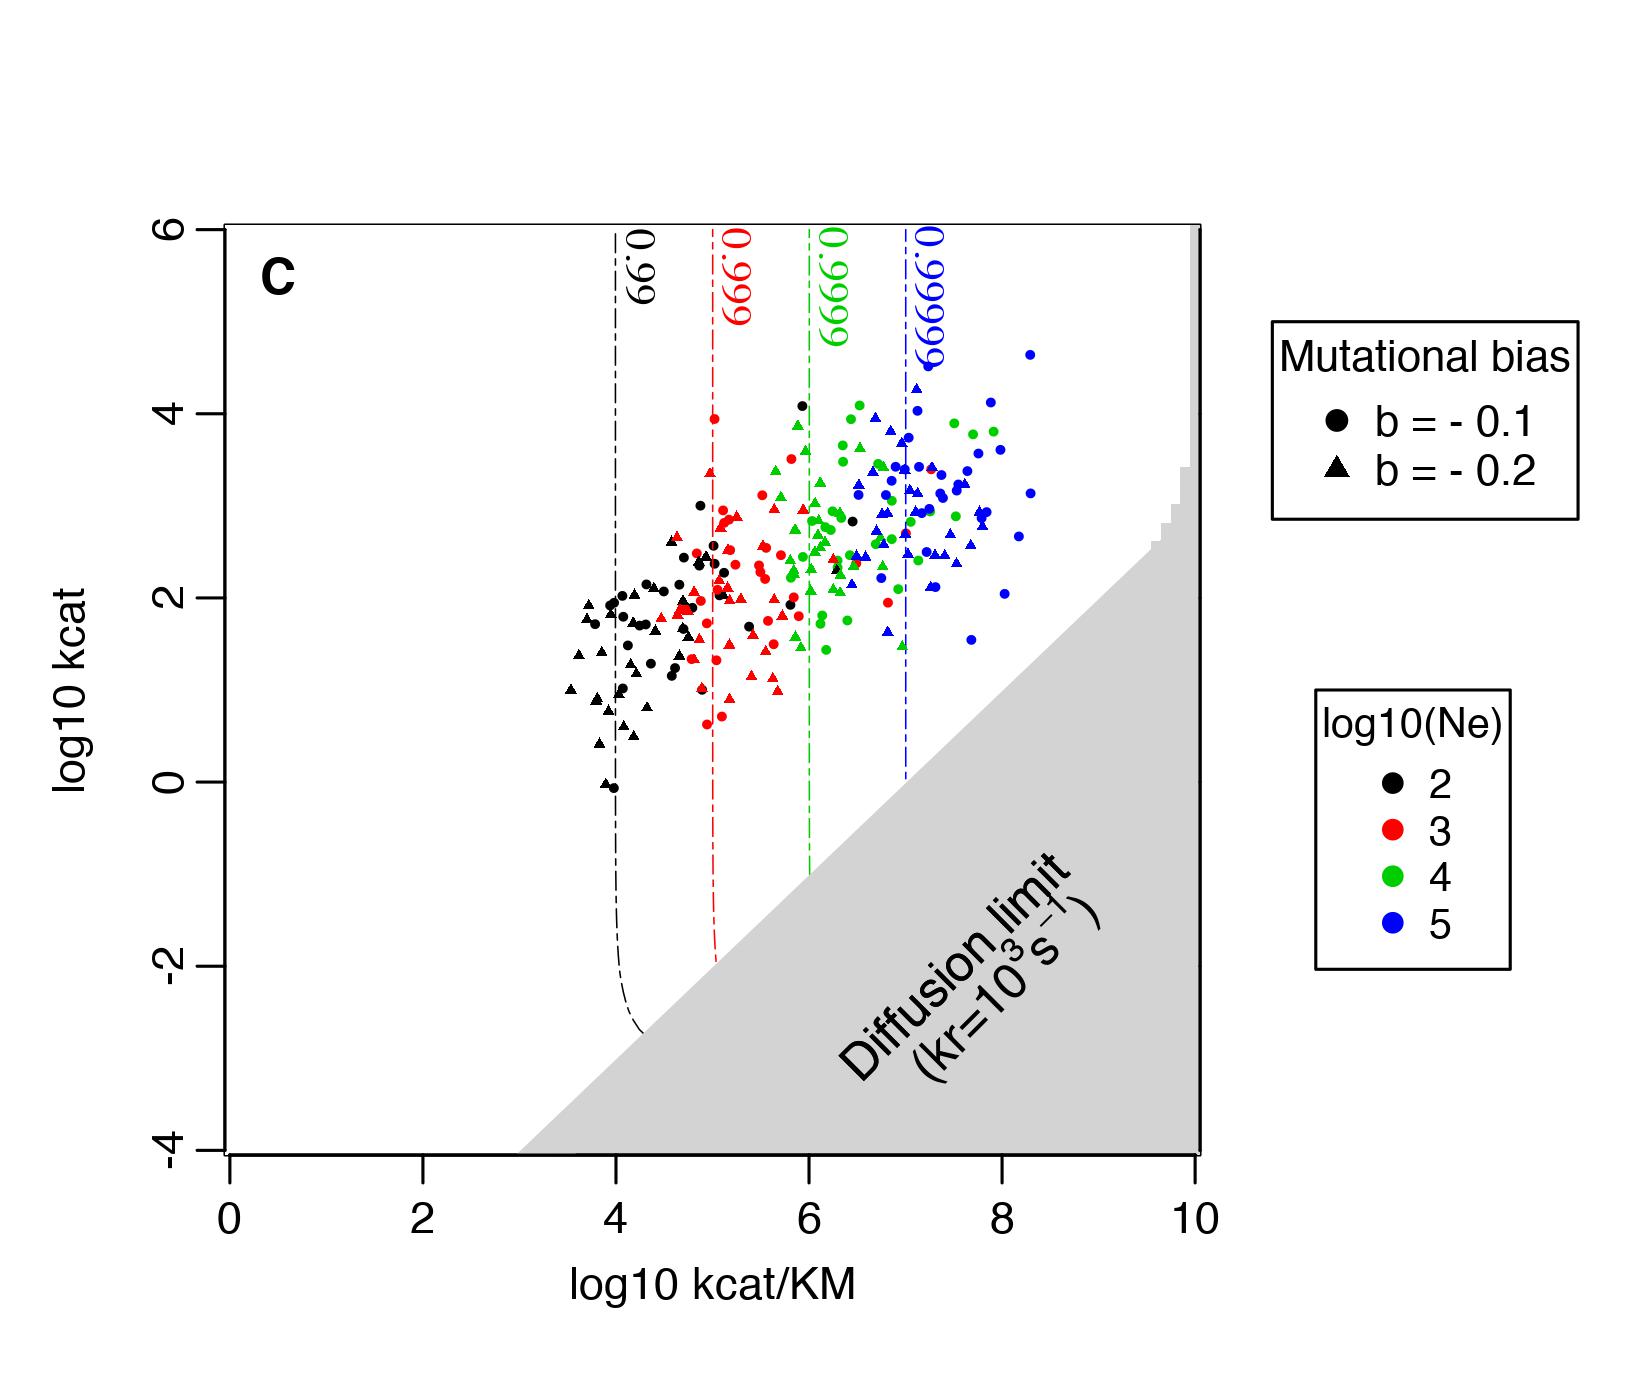 C
0.99
0.999
0.9999
0.99999
6
4
2
0
-2
-4
log10 kcat
0 2 4 6 8 10
log10 kcat/KM
Diffusion limit
(kr=10³s⁻¹)
Mutational bias
b = - 0.1
b = - 0.2
log10(Ne)
2
3
4
5